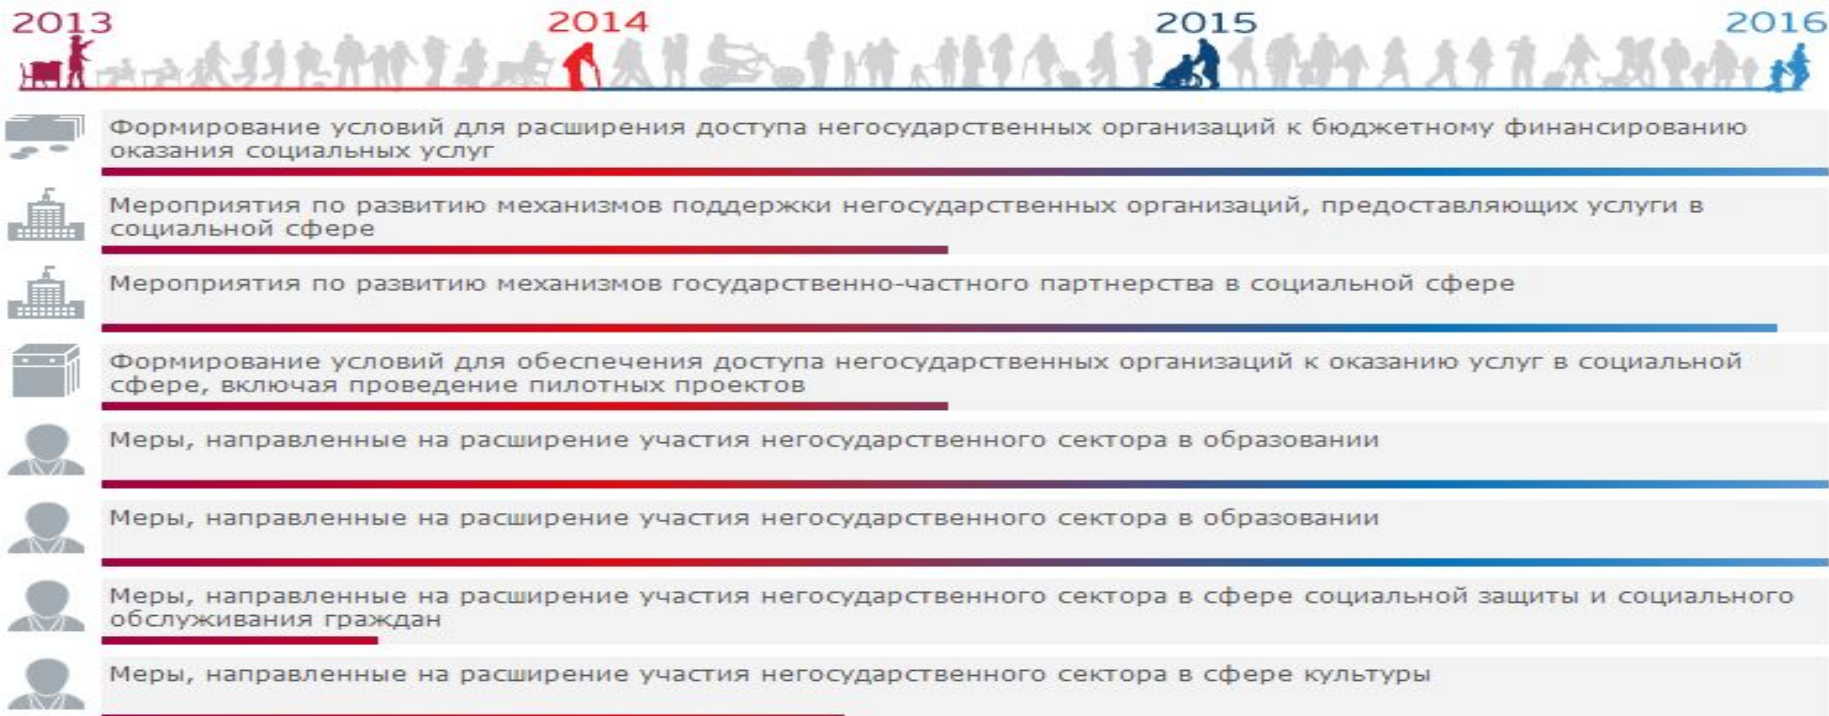 2013 2014 2015 2016
Формирование условий для расширения доступа негосударственных организаций к бюджетному финансированию
оказания социальных услуг
Мероприятия по развитию механизмов поддержки негосударственных организаций, предоставляющих услуги в
социальной сфере
Мероприятия по развитию механизмов государственно-частного партнерства в социальной сфере
Формирование условий для обеспечения доступа негосударственных организаций к оказанию услуг в социальной
сфере, включая проведение пилотных проектов
Меры, направленные на расширение участия негосударственного сектора в образовании
Меры, направленные на расширение участия негосударственного сектора в образовании
Меры, направленные на расширение участия негосударственного сектора в сфере социальной защиты и социального
обслуживания граждан
Меры, направленные на расширение участия негосударственного сектора в сфере культуры